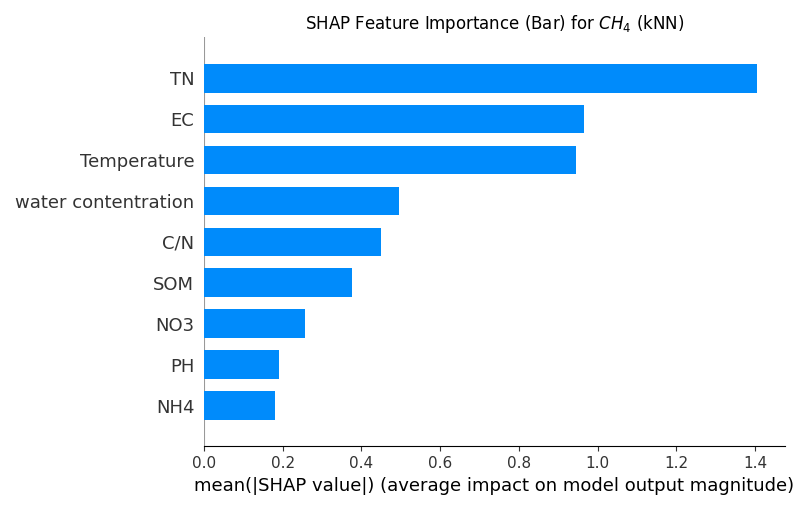 SHAP Feature Importance (Bar) for $CH_4$ (kNN)
TN
EC
Temperature
water contentration
C/N
SOM
NO3
PH
NH4
0.0 0.2 0.4 0.6 0.8 1.0 1.2 1.4
mean(|SHAP value|) (average impact on model output magnitude)